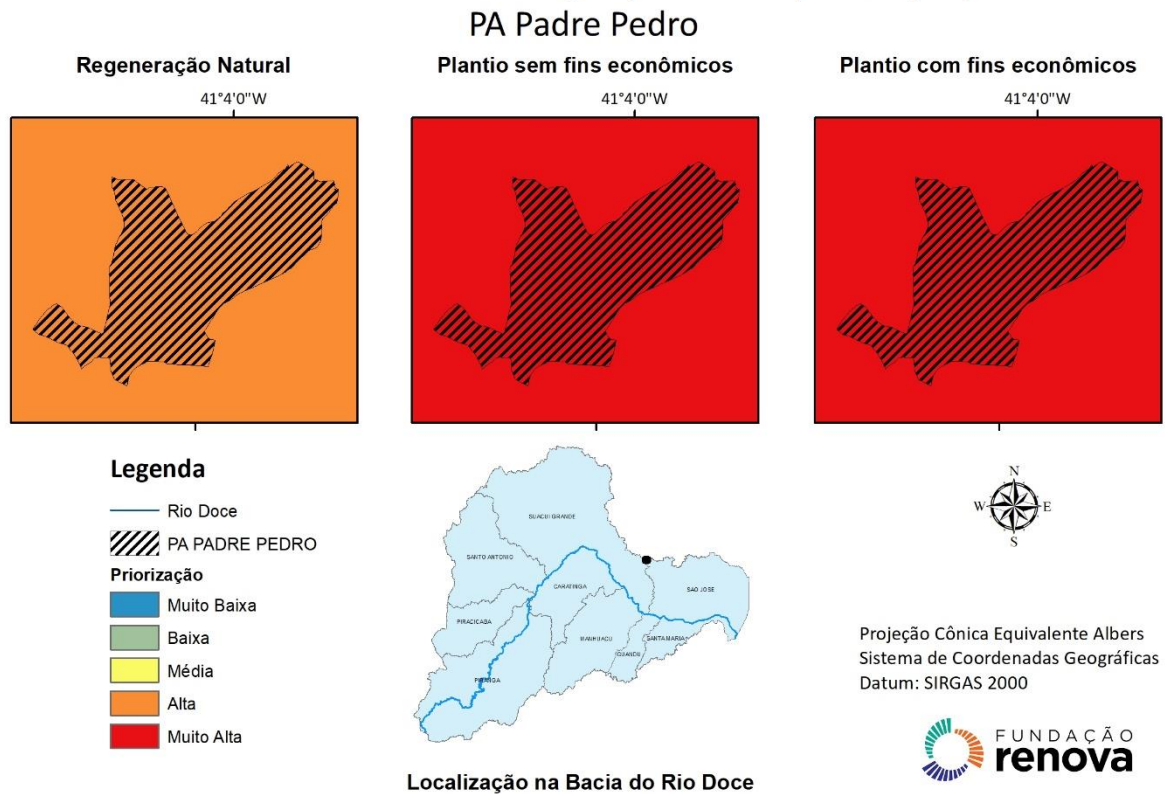 PA Padre Pedro
Regeneração Natural
Plantio sem fins econômicos
Plantio com fins econômicos
41°4'0"W
41°4'0"W
41°4'0"W
Legenda
Rio Doce
PA PADRE PEDRO
Priorização
Muito Baixa
Baixa
Média
Alta
Muito Alta
SUACUI GRANDE
SANTO ANTONIO
CARATINGA
SAO JOSE
PIRACICABA
MANHUACU
SANTA MARIA
GUANDU
PIRANGA
Localização na Bacia do Rio Doce
N
W
E
S
Projeção Cônica Equivalente Albers
Sistema de Coordenadas Geográficas
Datum: SIRGAS 2000
FUNDAÇÃO
renova